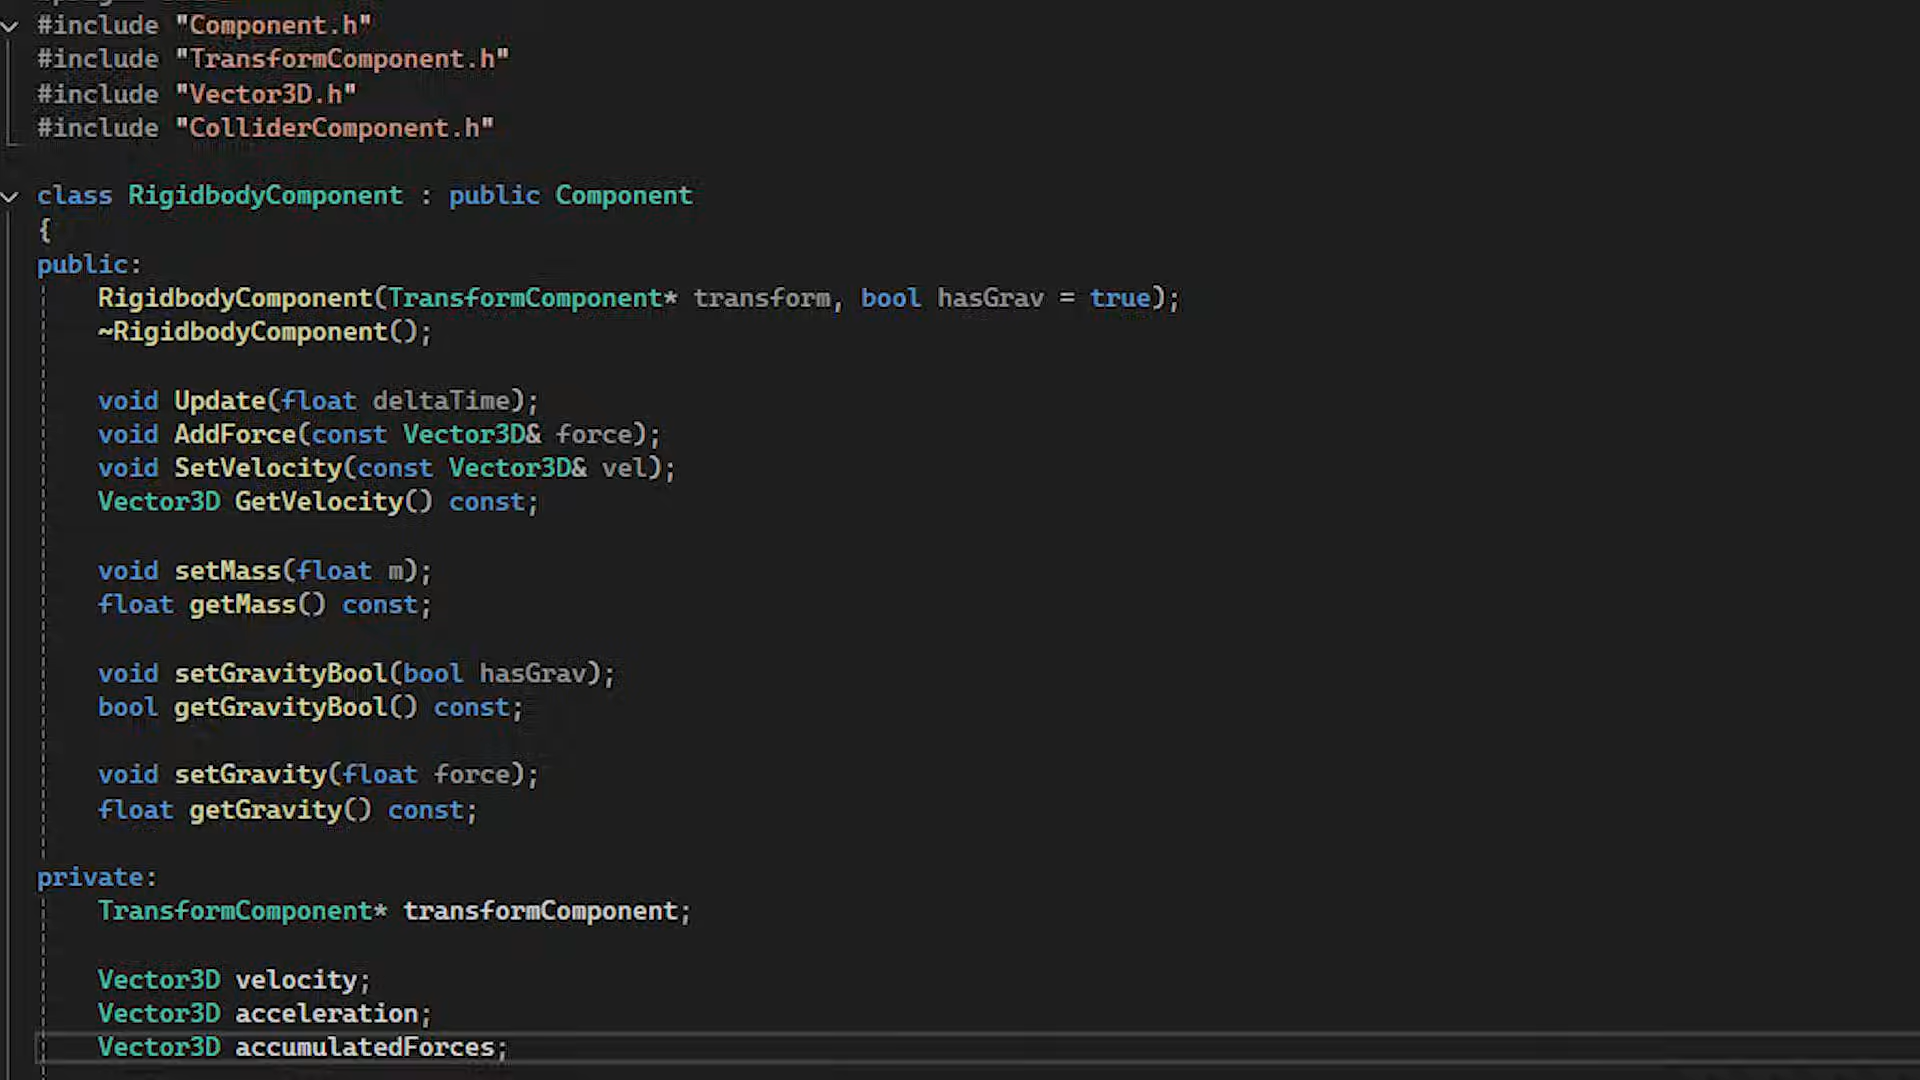 #include "Component.h"
#include "TransformComponent.h"
#include "Vector3D.h"
#include "ColliderComponent.h"
class RigidbodyComponent : public Component
{
public:
RigidbodyComponent(TransformComponent* transform, bool hasGrav = true);
~RigidbodyComponent();
void Update(float deltaTime);
void AddForce(const Vector3D& force);
void SetVelocity(const Vector3D& vel);
Vector3D GetVelocity() const;
void setMass(float m);
float getMass() const;
void setGravityBool(bool hasGrav);
bool getGravityBool() const;
void setGravity(float force);
float getGravity() const;
private:
TransformComponent* transformComponent;
Vector3D velocity;
Vector3D acceleration;
Vector3D accumulatedForces;